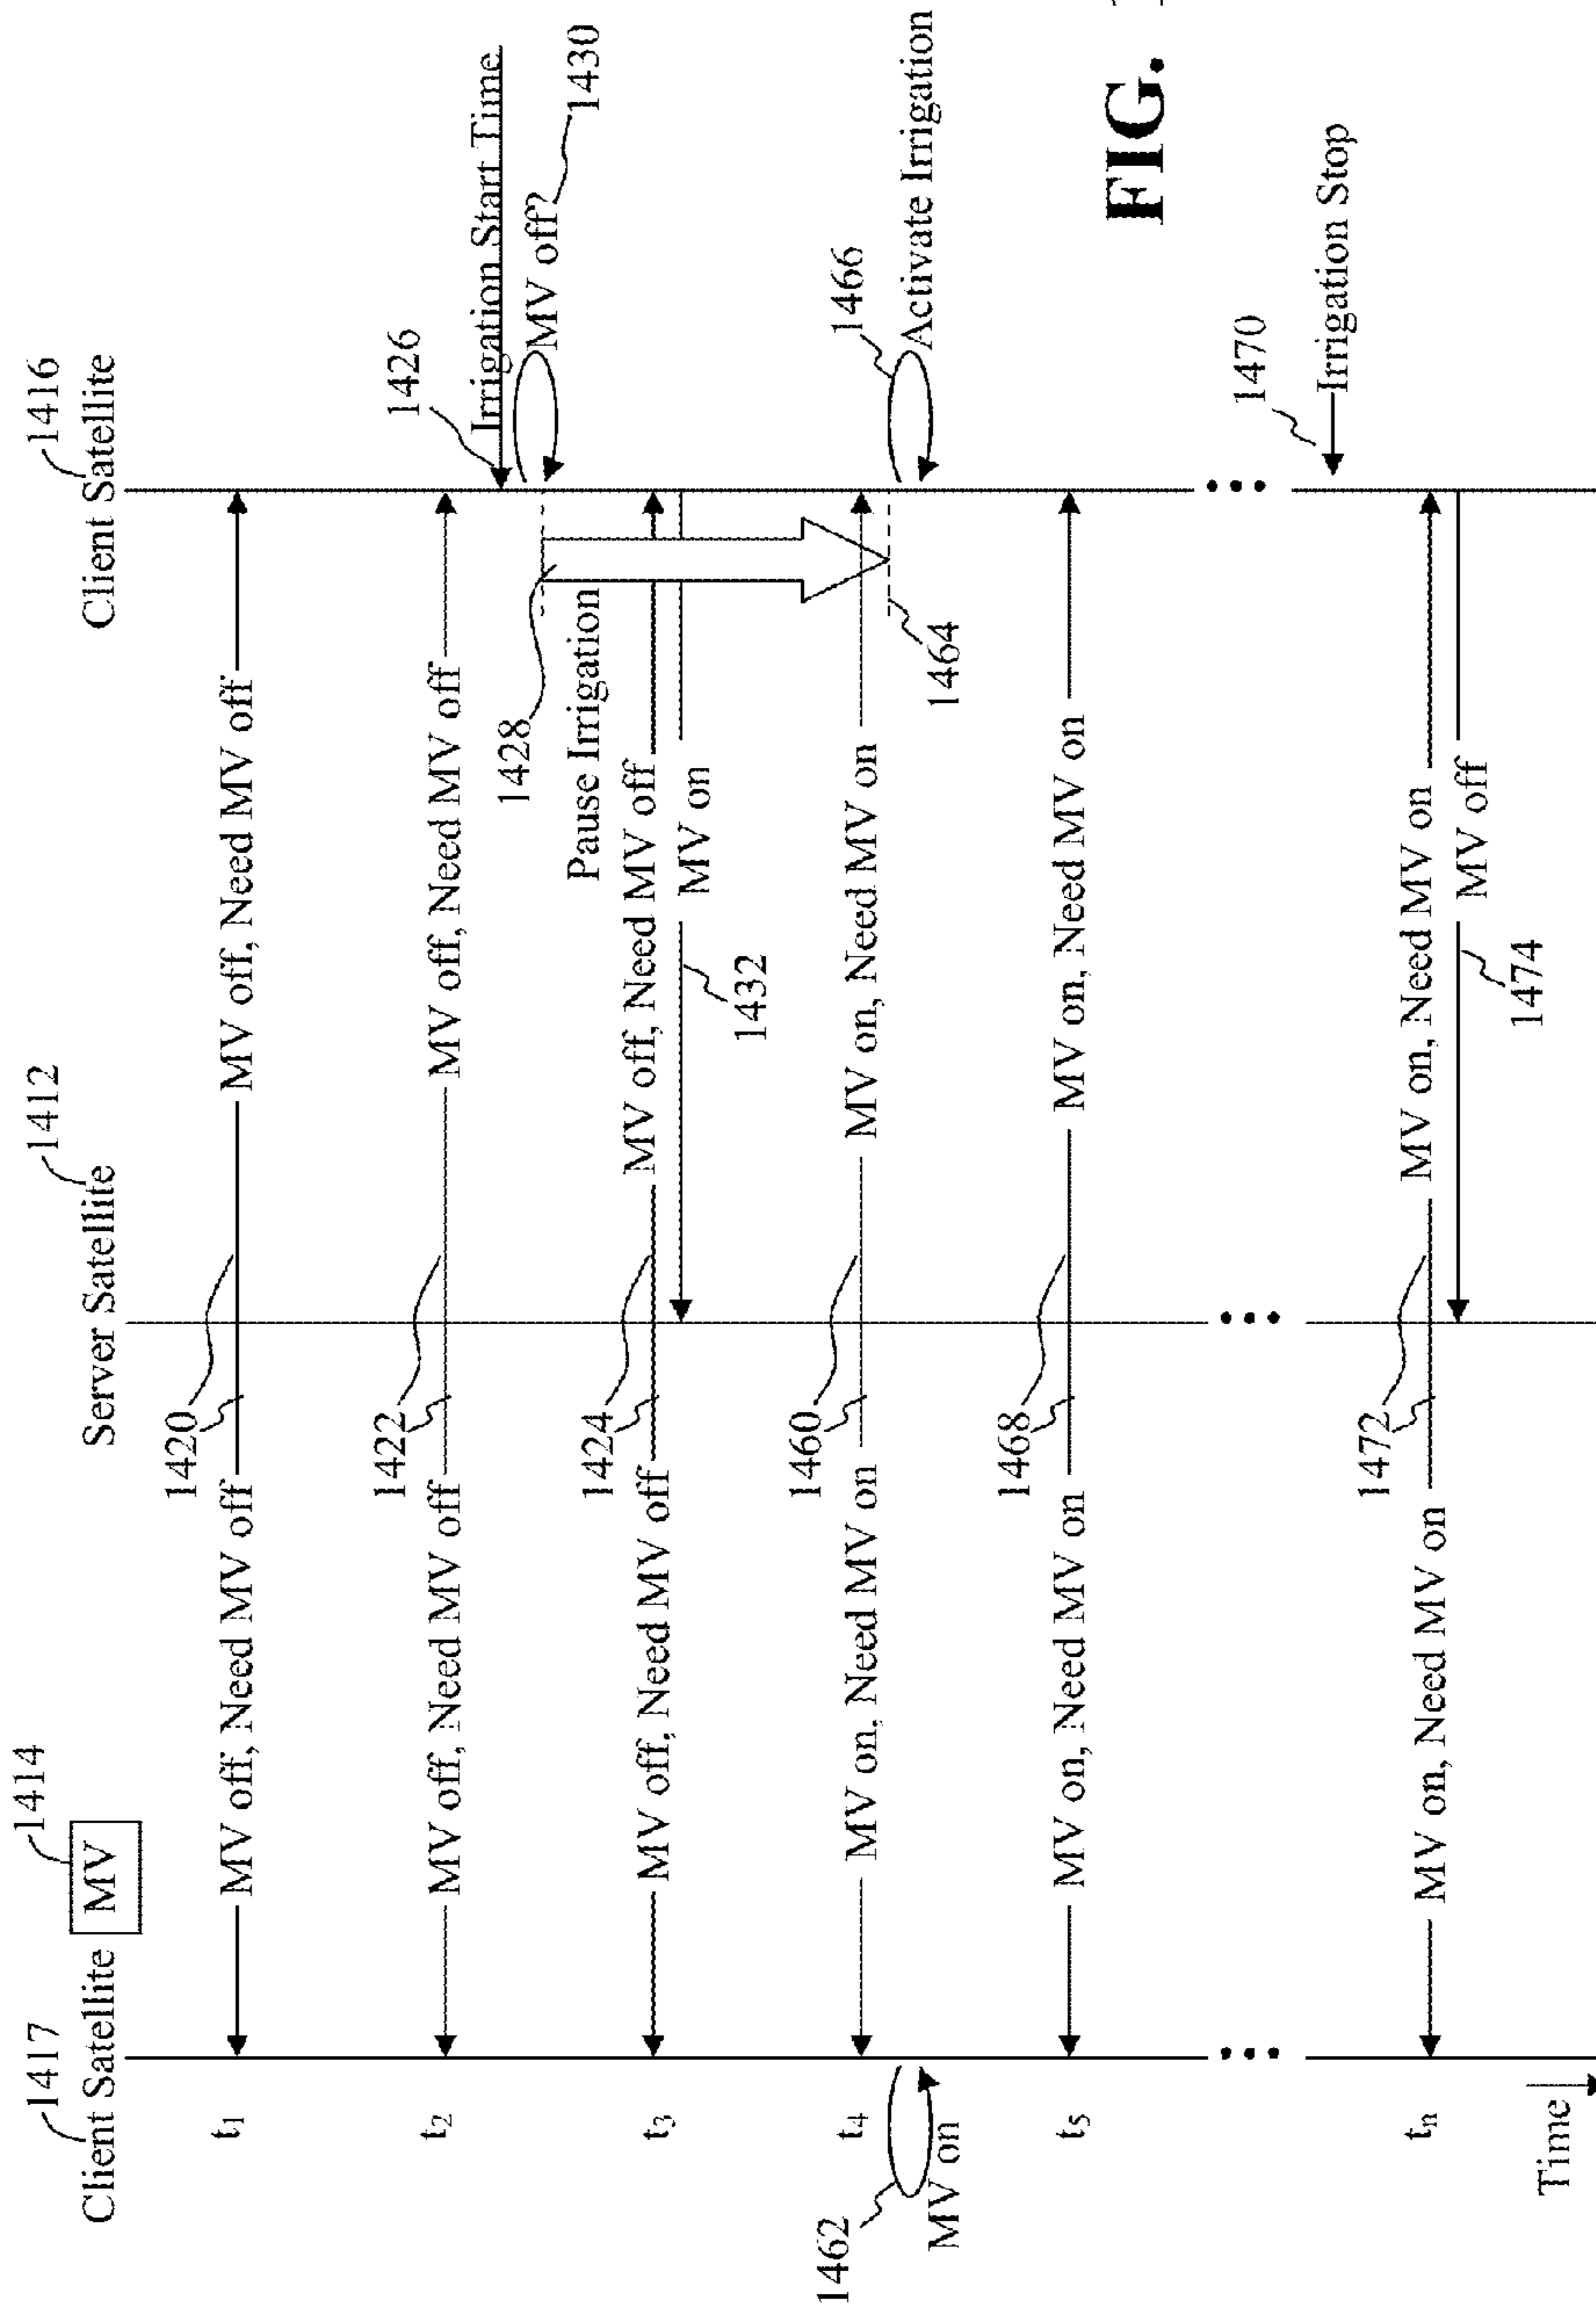 1417
1414
1412
1416
Client Satellite
MV
Server Satellite
Client Satellite
t1
MV off, Need MV off
1420
MV off, Need MV off
t2
MV off, Need MV off
1422
MV off, Need MV off
1426
Irrigation Start Time
1428
MV off?
1430
Pause Irrigation
t3
MV off, Need MV off
1424
MV off, Need MV off
MV on
1432
t4
MV on, Need MV on
1460
MV on, Need MV on
1462
MV on
1464
1466
Activate Irrigation
t5
MV on, Need MV on
1468
MV on, Need MV on
FIG.
1470
Irrigation Stop
tn
MV on, Need MV on
1472
MV on, Need MV on
MV off
1474
Time